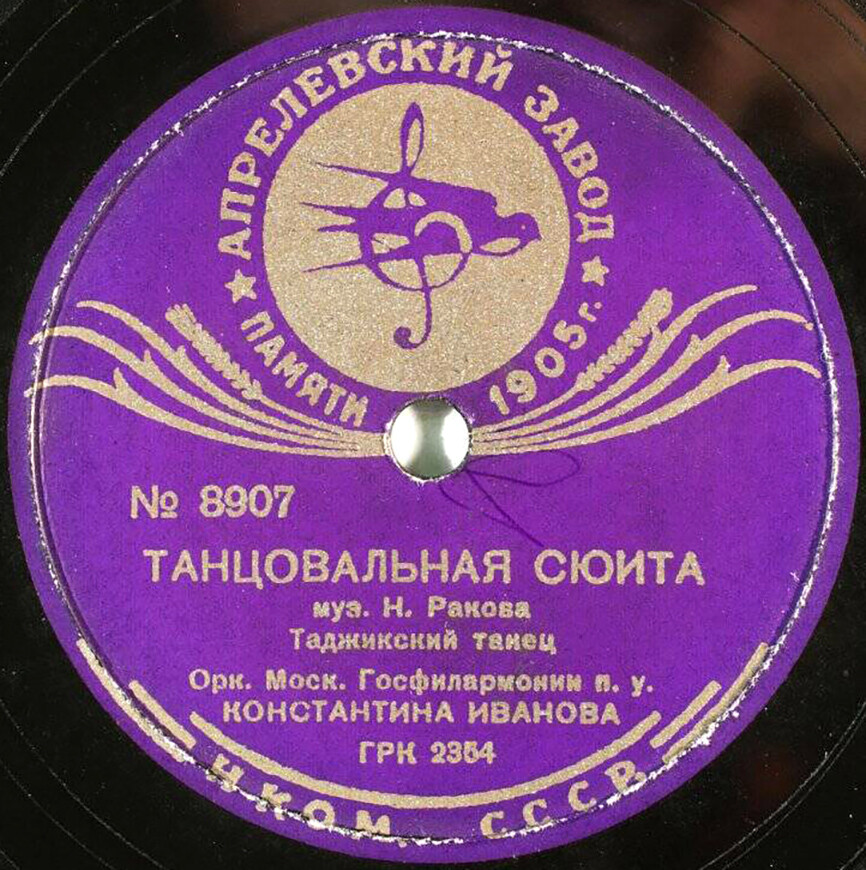 АПРЕЛЕВСКИЙ ЗАВОД
ПАМЯТИ 1905 г.
№ 8907
ТАНЦОВАЛЬНАЯ СЮИТА
муз. Н. Ракова
Таджикский танец
Орк. Моск. Госфилармонии п. у.
КОНСТАНТИНА ИВАНОВА
ГРК 2354
Ч КОМ. СССР